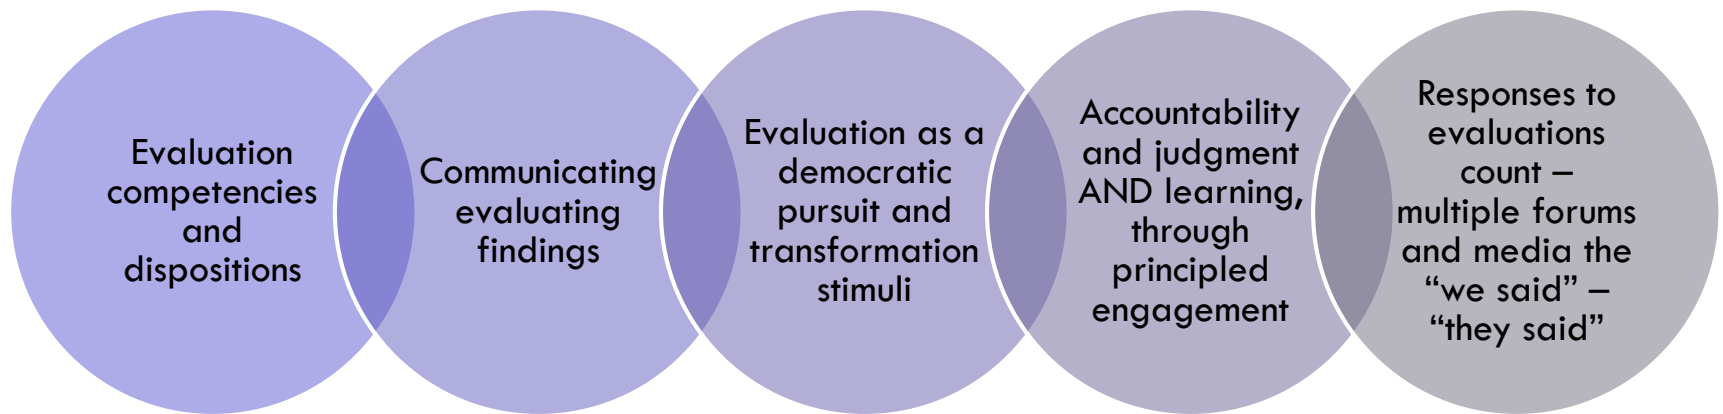 Evaluation
competencies
and
dispositions
Communicating
evaluating
findings
Evaluation as a
democratic
pursuit and
transformation
stimuli
Accountability
and judgment
AND learning,
through
principled
engagement
Responses to
evaluations
count –
multiple forums
and media the
“we said” –
“they said”